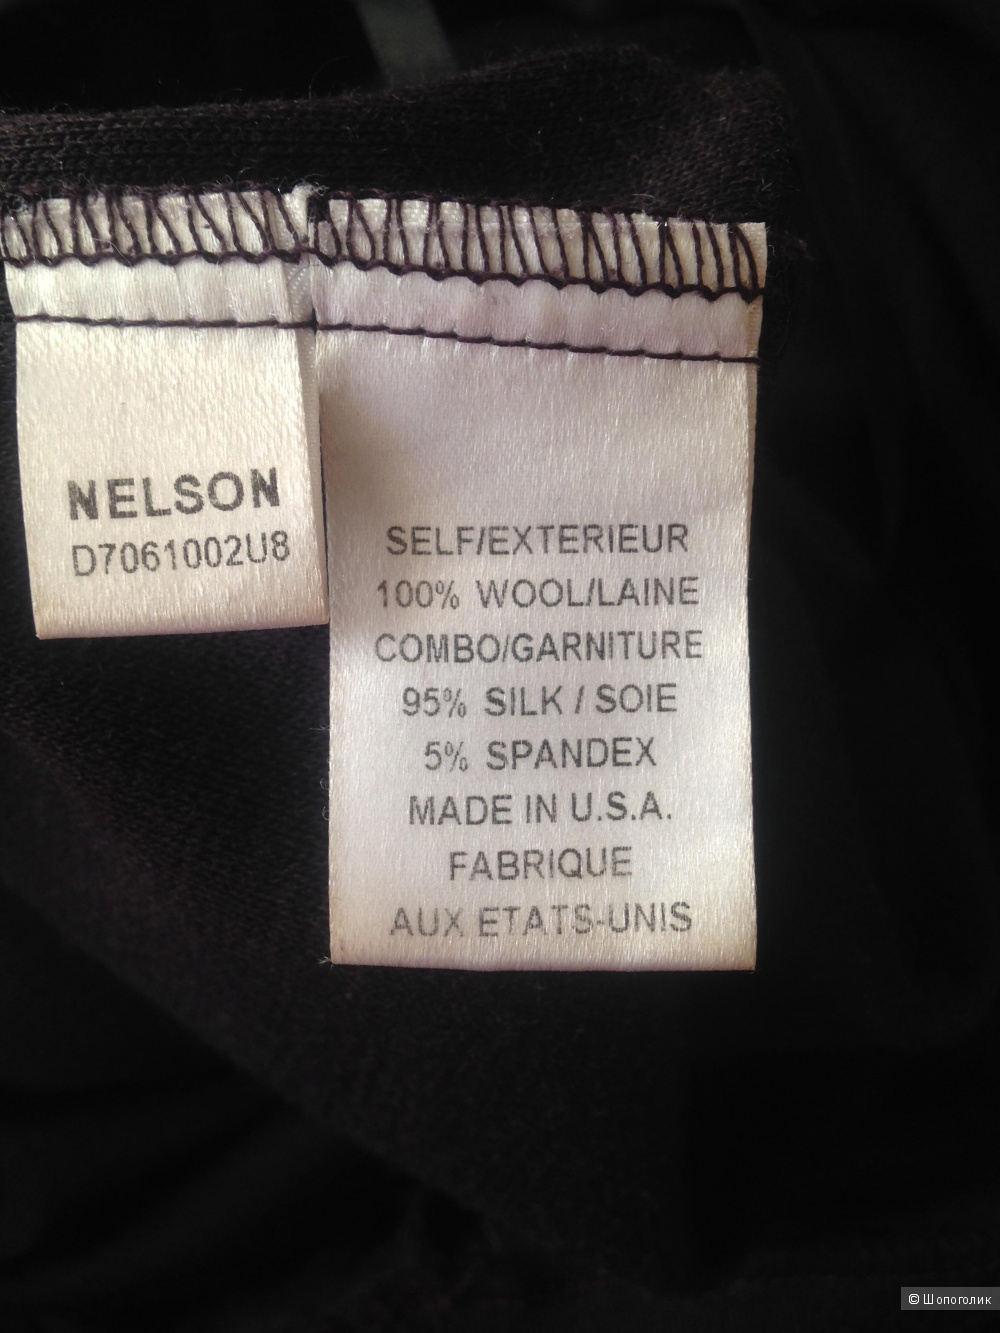 NELSON
D7061002U8
SELF/EXTERIEUR
100% WOOL/LAINE
COMBO/GARNITURE
95% SILK / SOIE
5% SPANDEX
MADE IN U.S.A.
FABRIQUE
AUX ETATS-UNIS
© Шопоголик